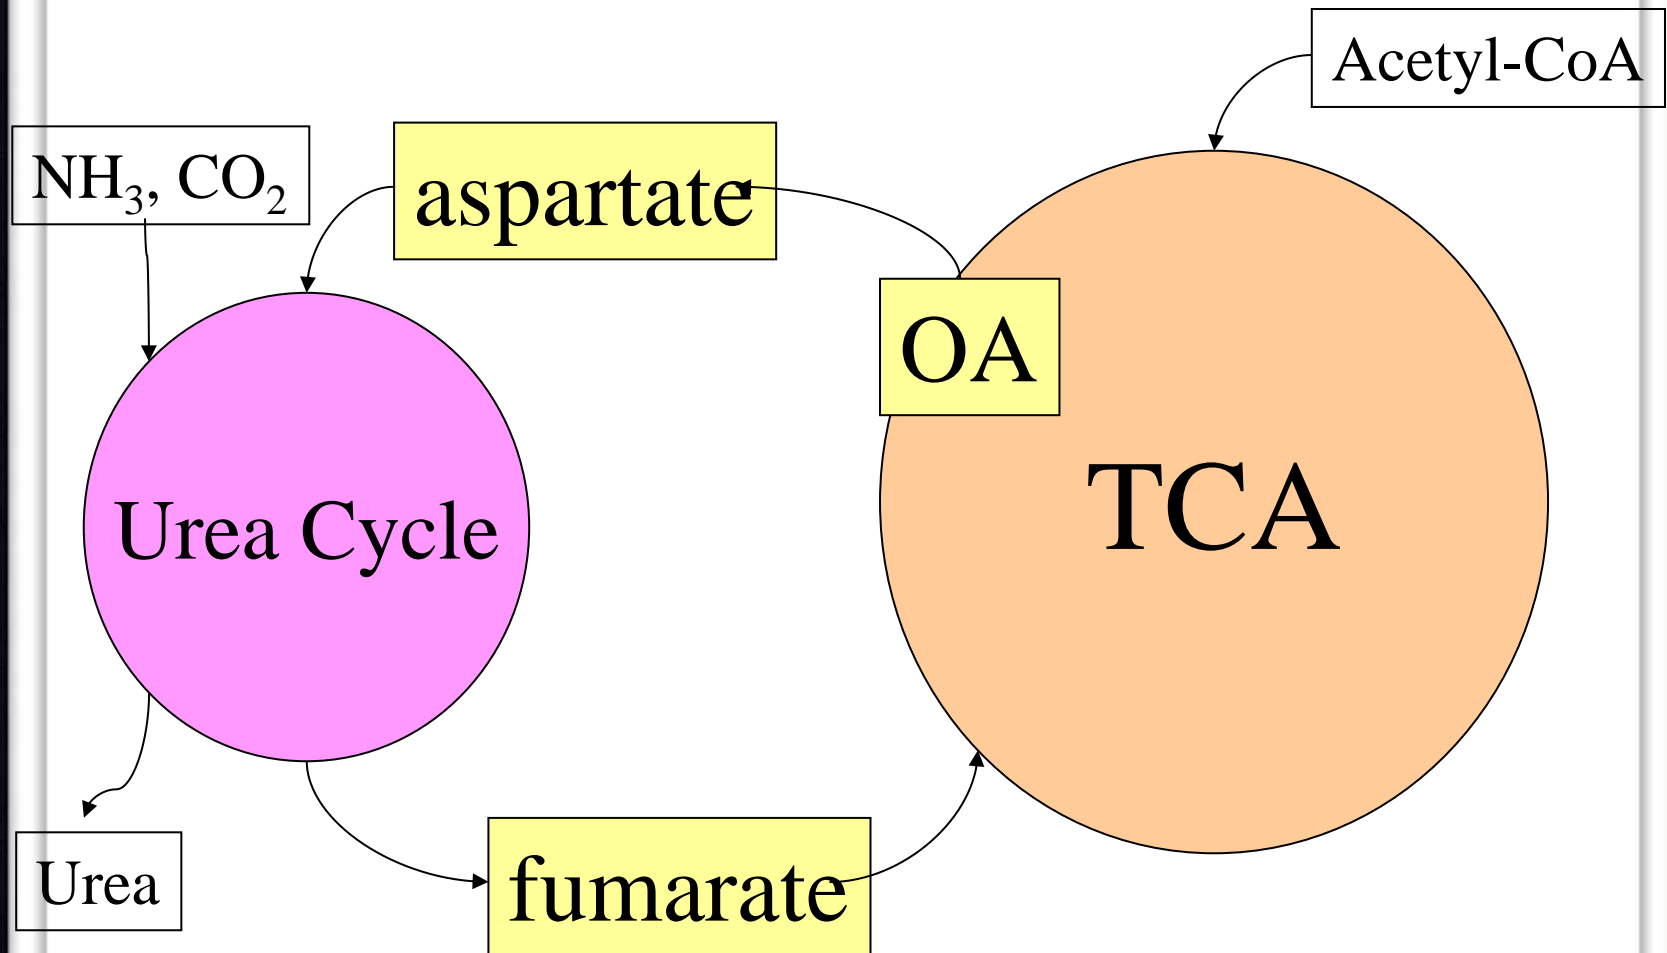 Acetyl-CoA
NH₃, CO₂
aspartate
OA
TCA
Urea Cycle
Urea
fumarate